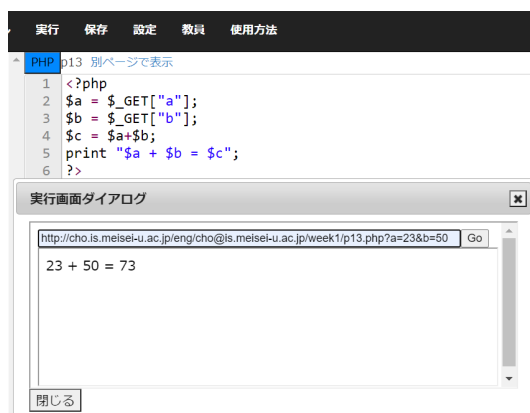 実行 保存 設定 教員 使用方法
PHP p13 別ページで表示
1 <?php
2 $a = $_GET["a"];
3 $b = $_GET["b"];
4 $c = $a+$b;
5 print "$a + $b = $c";
6 ?>
実行画面ダイアログ
http://cho.is.meisei-u.ac.jp/eng/cho@is.meisei-u.ac.jp/week1/p13.php?a=23&b=50 Go
23 + 50 = 73
閉じる